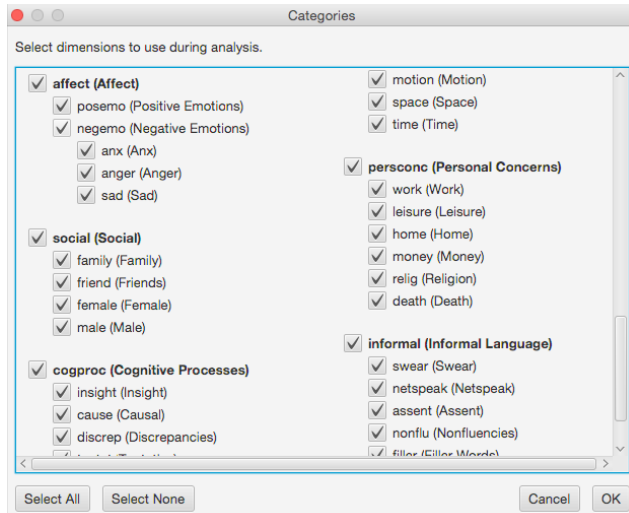 Categories
Select dimensions to use during analysis.
affect (Affect)
posemo (Positive Emotions)
negemo (Negative Emotions)
anx (Anx)
anger (Anger)
sad (Sad)
social (Social)
family (Family)
friend (Friends)
female (Female)
male (Male)
cogproc (Cognitive Processes)
insight (Insight)
cause (Causal)
discrep (Discrepancies)
motion (Motion)
space (Space)
time (Time)
persconc (Personal Concerns)
work (Work)
leisure (Leisure)
home (Home)
money (Money)
relig (Religion)
death (Death)
informal (Informal Language)
swear (Swear)
netspeak (Netspeak)
assent (Assent)
nonflu (Nonfluencies)
filler (Filler Words)
Select All
Select None
Cancel
OK